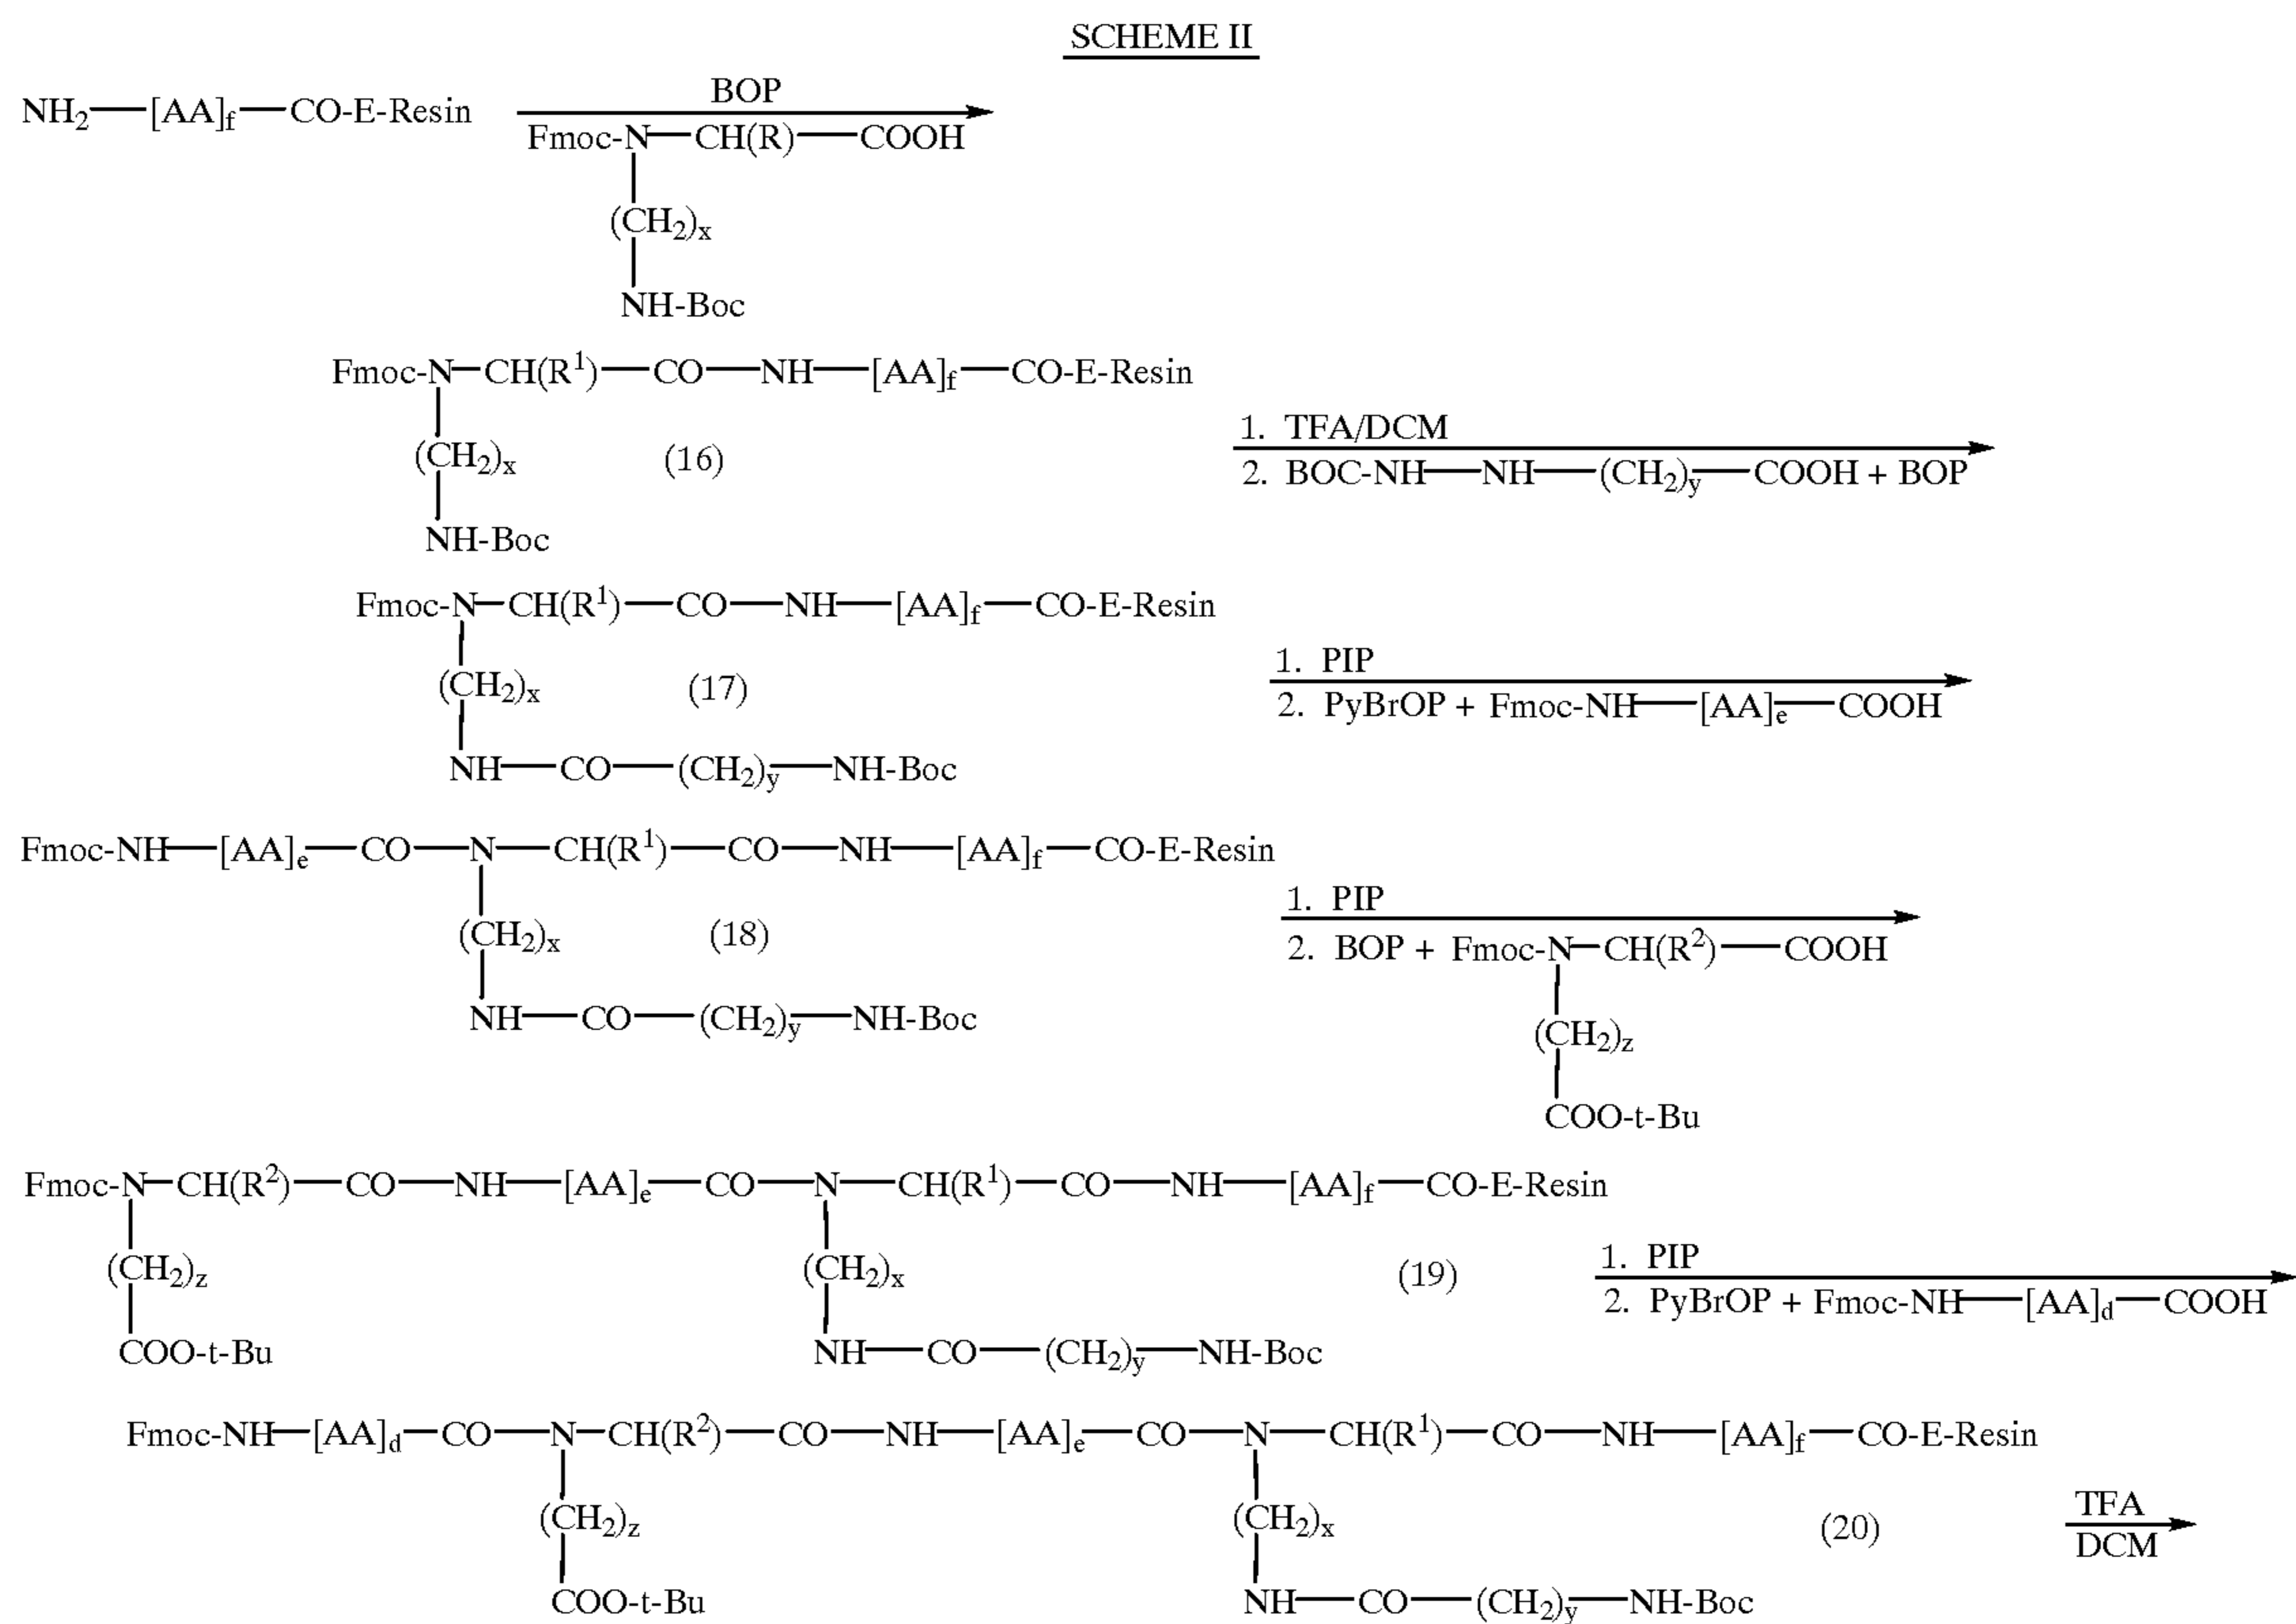 SCHEME II
BOP
NH₂—[AA]f—CO-E-Resin
Fmoc-N—CH(R)—COOH
(CH₂)x
NH-Boc
Fmoc-N—CH(R¹)—CO—NH—[AA]f—CO-E-Resin
1. TFA/DCM
(CH₂)x (16)
2. BOC-NH—NH—(CH₂)y—COOH + BOP
NH-Boc
Fmoc-N—CH(R¹)—CO—NH—[AA]f—CO-E-Resin
1. PIP
(CH₂)x (17)
2. PyBrOP + Fmoc-NH—[AA]e—COOH
NH—CO—(CH₂)y—NH-Boc
Fmoc-NH—[AA]e—CO—N—CH(R¹)—CO—NH—[AA]f—CO-E-Resin
1. PIP
(CH₂)x (18)
2. BOP + Fmoc-N—CH(R²)—COOH
NH—CO—(CH₂)y—NH-Boc
(CH₂)z
COO-t-Bu
Fmoc-N—CH(R²)—CO—NH—[AA]e—CO—N—CH(R¹)—CO—NH—[AA]f—CO-E-Resin
1. PIP
(CH₂)z (CH₂)x (19)
2. PyBrOP + Fmoc-NH—[AA]d—COOH
COO-t-Bu NH—CO—(CH₂)y—NH-Boc
Fmoc-NH—[AA]d—CO—N—CH(R²)—CO—NH—[AA]e—CO—N—CH(R¹)—CO—NH—[AA]f—CO-E-Resin
TFA
(CH₂)z (CH₂)x (20)
DCM
COO-t-Bu NH—CO—(CH₂)y—NH-Boc